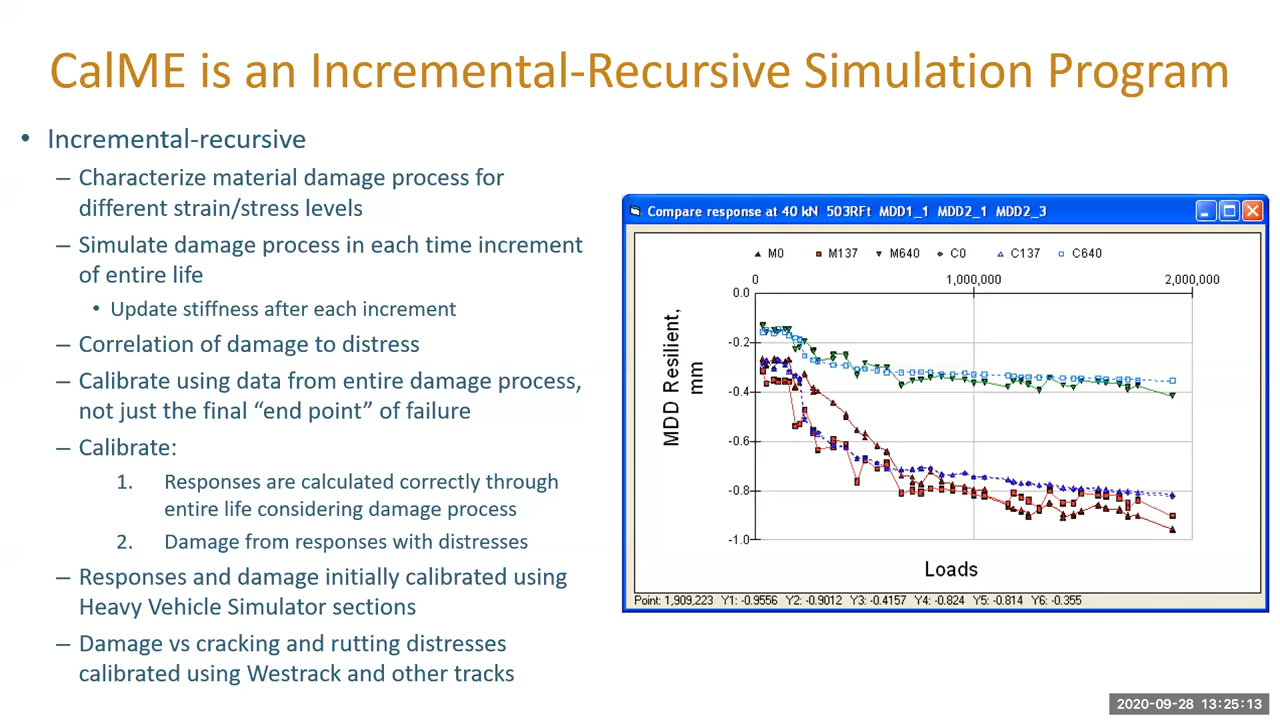 CalME is an Incremental-Recursive Simulation Program
• Incremental-recursive
– Characterize material damage process for
different strain/stress levels
– Simulate damage process in each time increment
of entire life
• Update stiffness after each increment
– Correlation of damage to distress
– Calibrate using data from entire damage process,
not just the final “end point” of failure
– Calibrate:
1. Responses are calculated correctly through
entire life considering damage process
2. Damage from responses with distresses
– Responses and damage initially calibrated using
Heavy Vehicle Simulator sections
– Damage vs cracking and rutting distresses
calibrated using Westrack and other tracks
Compare response at 40 kN 503RFt MDD1_1 MDD2_1 MDD2_3
M0 M137 M640 C0 C137 C640
0 1,000,000 2,000,000
0.0
-0.2
-0.4
-0.6
-0.8
-1.0
MDD Resilient,
mm
Loads
Point: 1,909,223 Y1: -0.9556 Y2: -0.9012 Y3: -0.4157 Y4: -0.824 Y5: -0.814 Y6: -0.355
2020-09-28 13:25:13